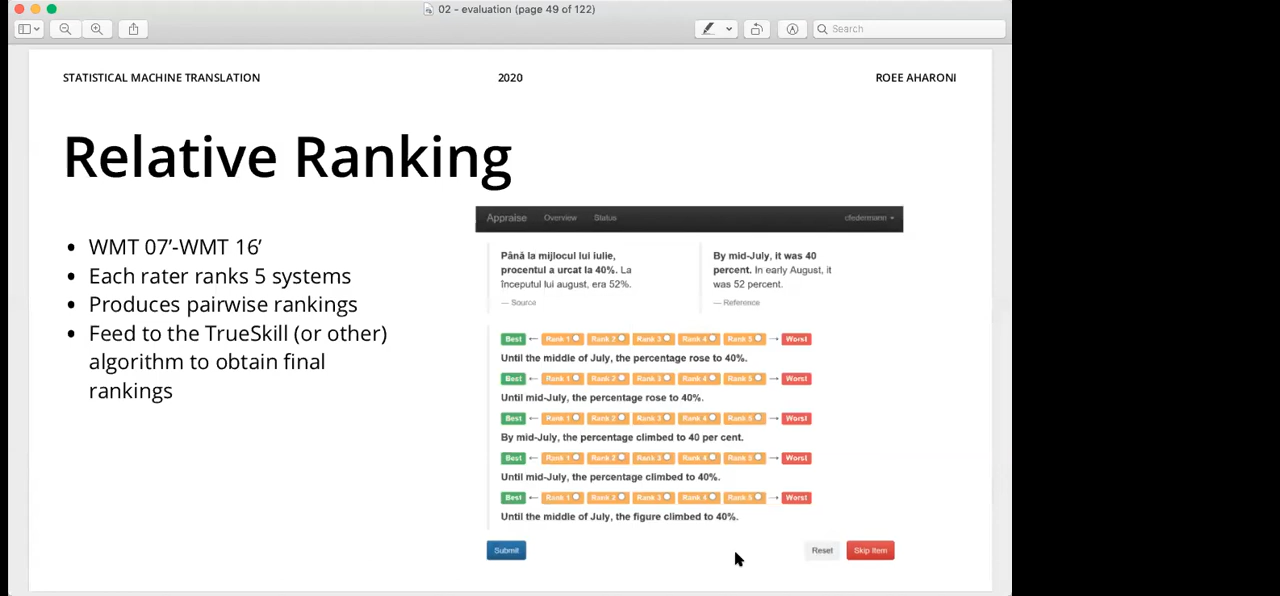 02 - evaluation (page 49 of 122)
Search
STATISTICAL MACHINE TRANSLATION 2020 ROEE AHARONI
Relative Ranking
• WMT 07’-WMT 16’
• Each rater ranks 5 systems
• Produces pairwise rankings
• Feed to the TrueSkill (or other)
algorithm to obtain final
rankings
Appraise Overview Status cfedermann
Până la mijlocul lui iulie,
procentul a urcat la 40%. La
începutul lui august, era 52%.
— Source
By mid-July, it was 40
percent. In early August, it
was 52 percent.
— Reference
Best ← Rank 1 Rank 2 Rank 3 Rank 4 Rank 5 → Worst
Until the middle of July, the percentage rose to 40%.
Best ← Rank 1 Rank 2 Rank 3 Rank 4 Rank 5 → Worst
Until mid-July, the percentage rose to 40%.
Best ← Rank 1 Rank 2 Rank 3 Rank 4 Rank 5 → Worst
By mid-July, the percentage climbed to 40 per cent.
Best ← Rank 1 Rank 2 Rank 3 Rank 4 Rank 5 → Worst
Until mid-July, the percentage climbed to 40%.
Best ← Rank 1 Rank 2 Rank 3 Rank 4 Rank 5 → Worst
Until the middle of July, the figure climbed to 40%.
Submit Reset Skip Item